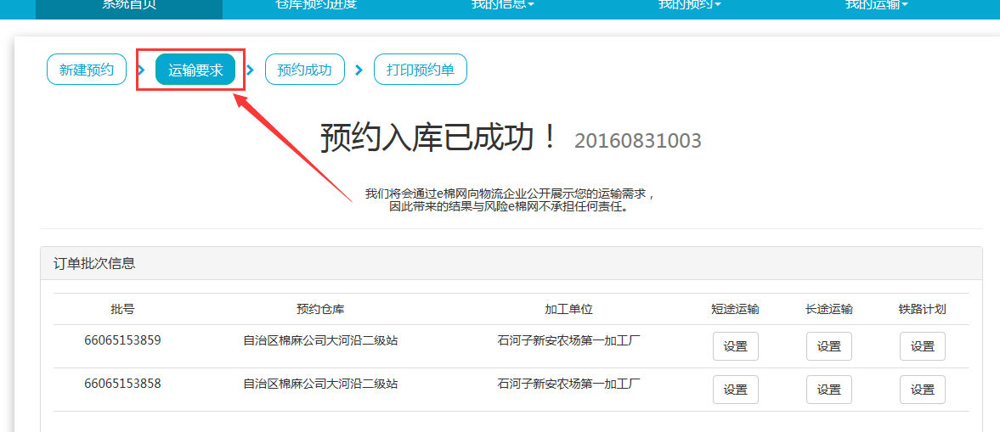 系统首页 仓库预约进度 我的信息 我的预约 我的运输
新建预约 运输要求 预约成功 打印预约单
预约入库已成功！ 20160831003
我们将会通过e棉网向物流企业公开展示您的运输需求，
因此带来的结果与风险e棉网不承担任何责任。
订单批次信息
批号 预约仓库 加工单位 短途运输 长途运输 铁路计划
66065153859 自治区棉麻公司大河沿二级站 石河子新安农场第一加工厂 设置 设置 设置
66065153858 自治区棉麻公司大河沿二级站 石河子新安农场第一加工厂 设置 设置 设置